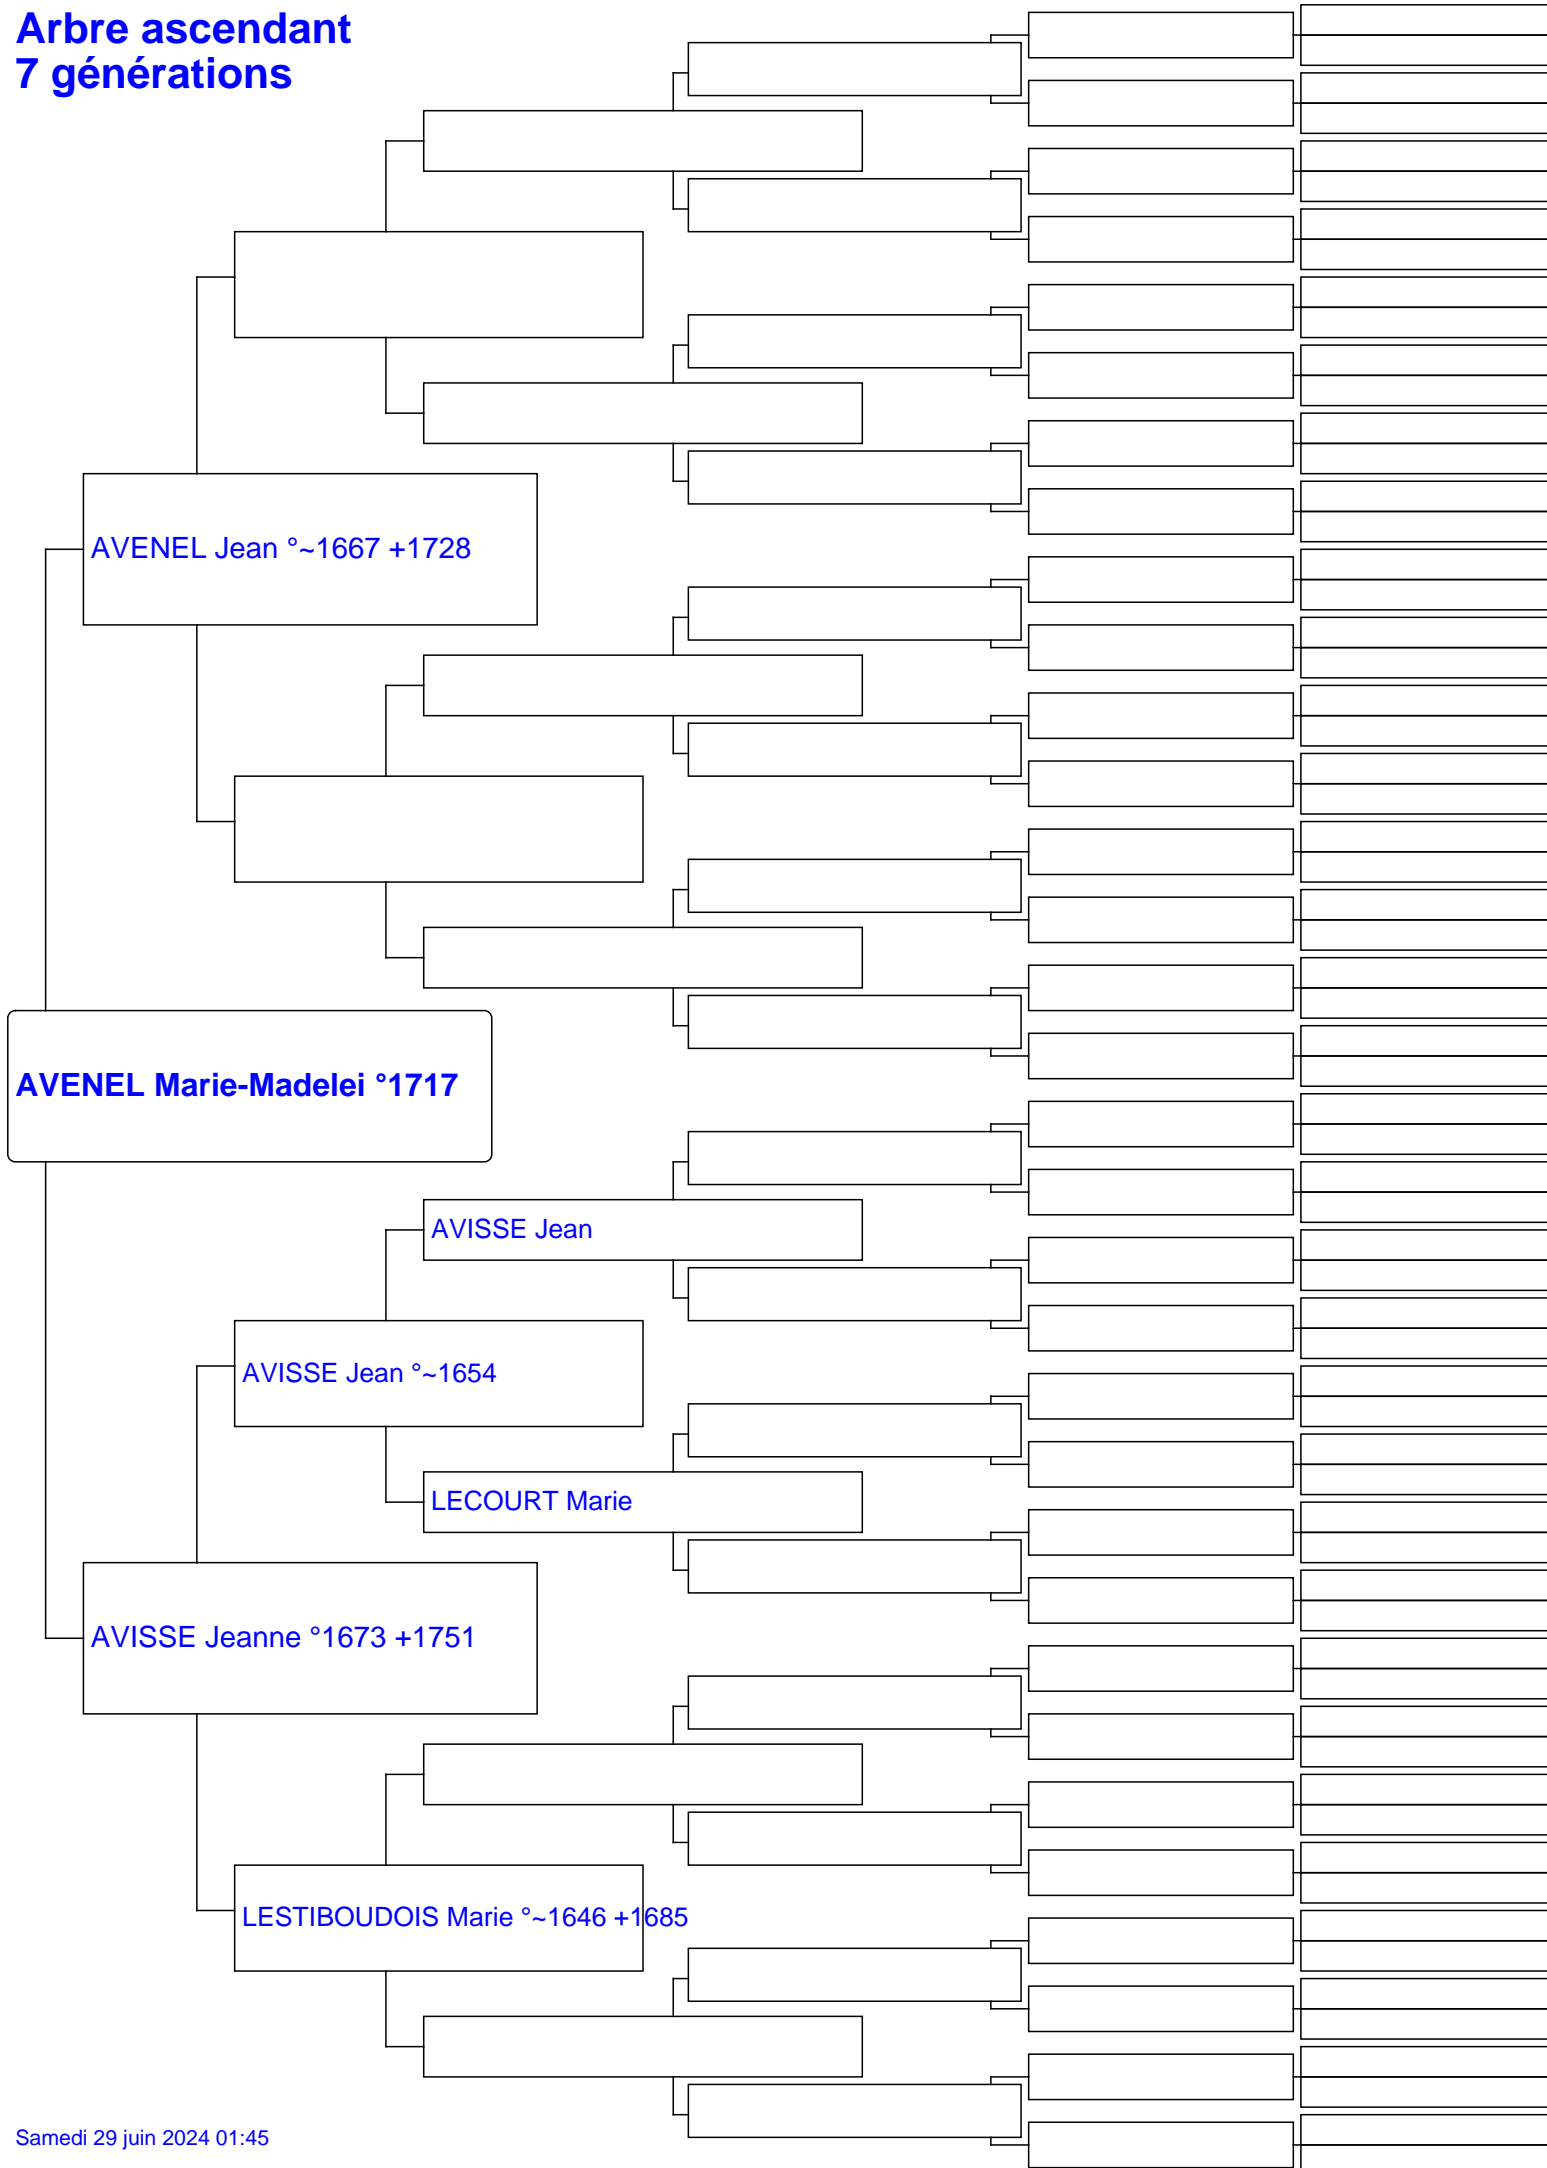 Arbre ascendant
7 générations
AVENEL Jean °~1667 +1728
AVENEL Marie-Madelei °1717
AVISSE Jean
AVISSE Jean °~1654
LECOURT Marie
AVISSE Jeanne °1673 +1751
LESTIBOUDOIS Marie °~1646 +1685
Samedi 29 juin 2024 01:45